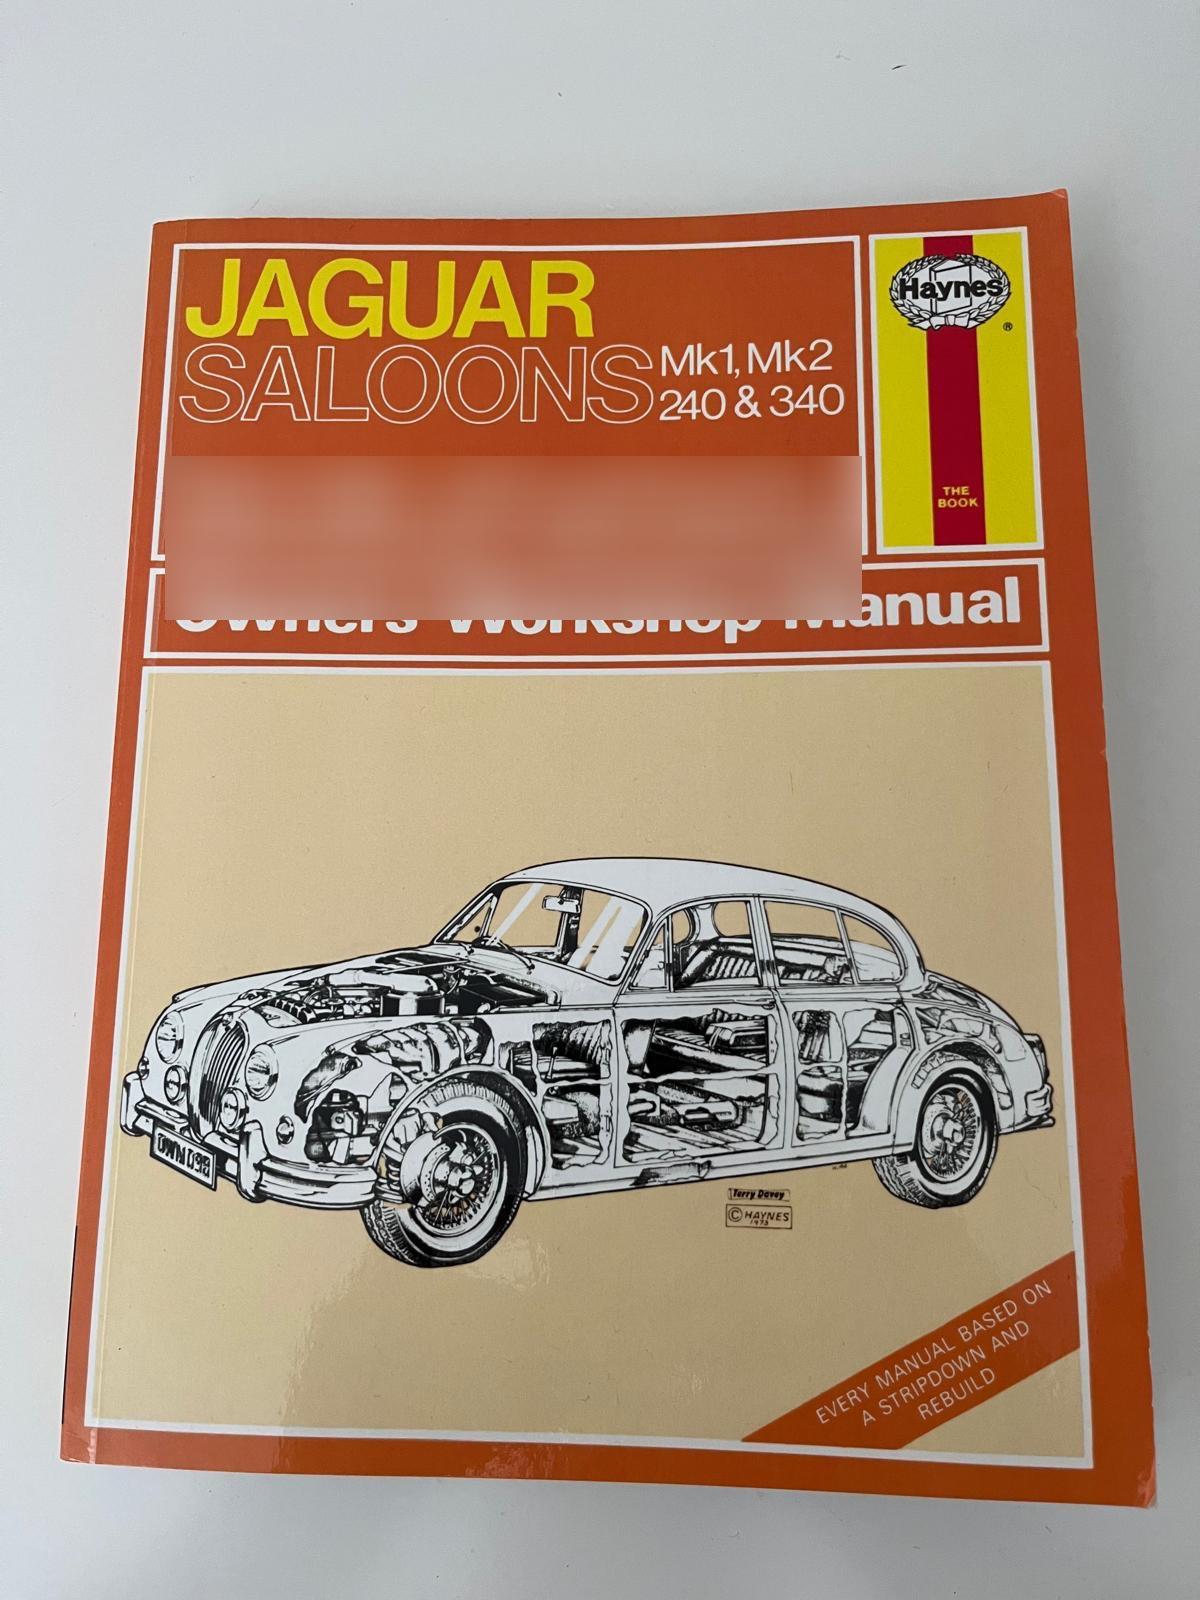 JAGUAR
SALOONS Mk1, Mk2
240 & 340
Haynes
®
THE
BOOK
Owners Workshop Manual
Terry Davey
© HAYNES
1973
EVERY MANUAL BASED ON
A STRIPDOWN AND
REBUILD